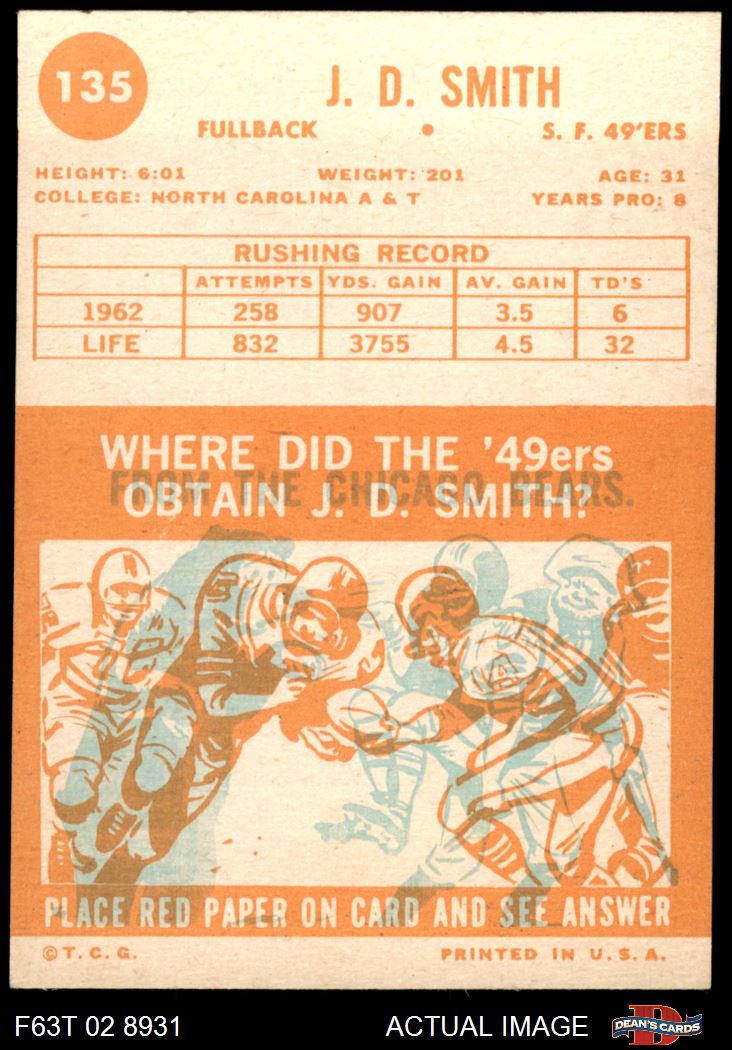 135
J. D. SMITH
FULLBACK • S. F. 49'ERS
HEIGHT: 6:01 WEIGHT: 201 AGE: 31
COLLEGE: NORTH CAROLINA A & T YEARS PRO: 8
RUSHING RECORD
ATTEMPTS YDS. GAIN AV. GAIN TD'S
1962 258 907 3.5 6
LIFE 832 3755 4.5 32
WHERE DID THE '49ers
FROM THE CHICAGO BEARS.
OBTAIN J. D. SMITH?
PLACE RED PAPER ON CARD AND SEE ANSWER
©T. C. G. PRINTED IN U. S. A.
F63T 02 8931 ACTUAL IMAGE DEAN'S CARDS